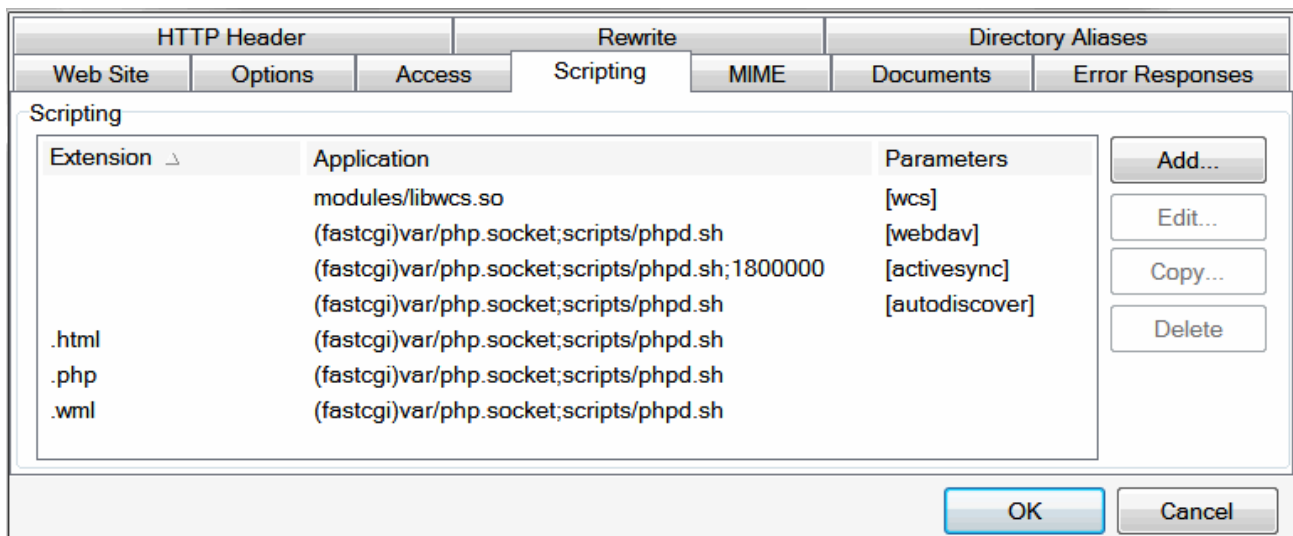 HTTP Header Rewrite Directory Aliases
Web Site Options Access Scripting MIME Documents Error Responses
Scripting
Extension Application Parameters
modules/libwcs.so [wcs]
(fastcgi)var/php.socket;scripts/phpd.sh [webdav]
(fastcgi)var/php.socket;scripts/phpd.sh;1800000 [activesync]
(fastcgi)var/php.socket;scripts/phpd.sh [autodiscover]
.html (fastcgi)var/php.socket;scripts/phpd.sh
.php (fastcgi)var/php.socket;scripts/phpd.sh
.wml (fastcgi)var/php.socket;scripts/phpd.sh
Add...
Edit...
Copy...
Delete
OK Cancel